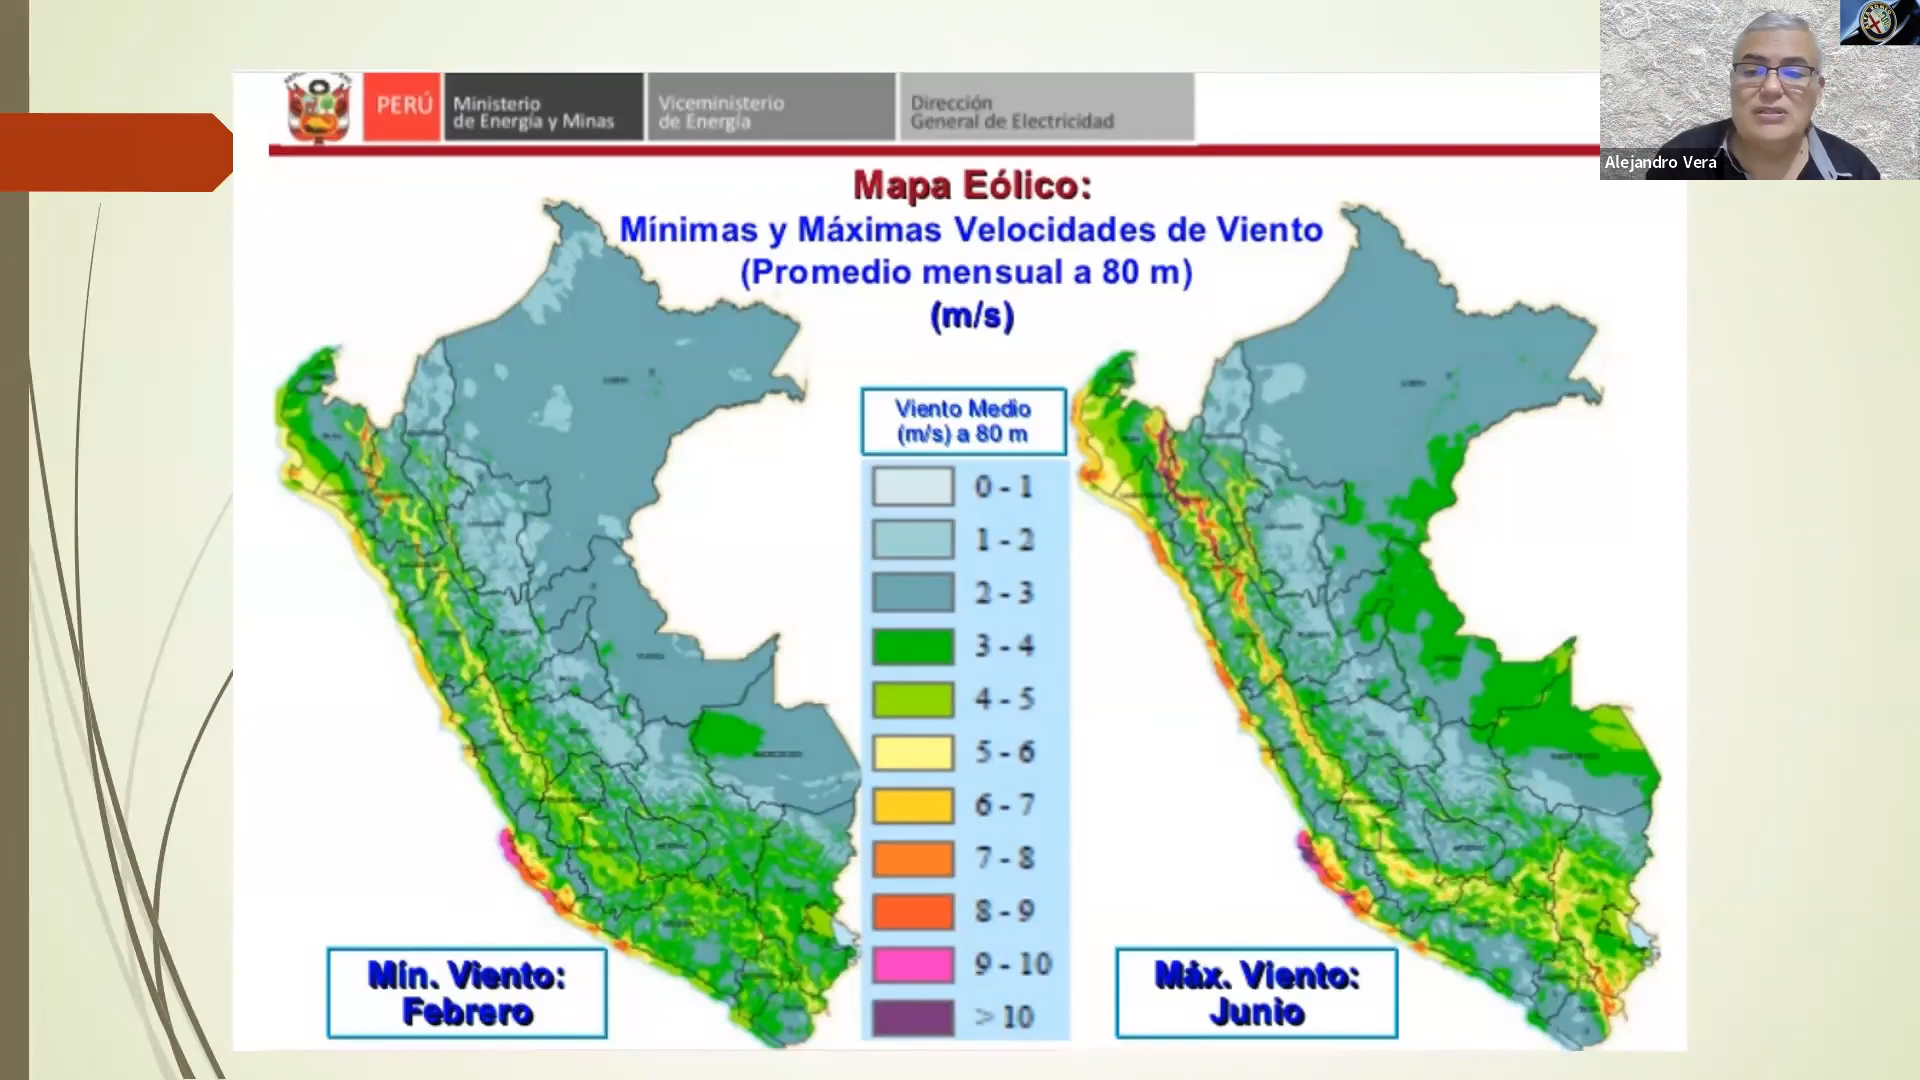 PERÚ
Ministerio
de Energía y Minas
Viceministerio
de Energía
Dirección
General de Electricidad
Alejandro Vera
Mapa Eólico:
Mínimas y Máximas Velocidades de Viento
(Promedio mensual a 80 m)
(m/s)
Viento Medio
(m/s) a 80 m
0 - 1
1 - 2
2 - 3
3 - 4
4 - 5
5 - 6
6 - 7
7 - 8
8 - 9
9 - 10
> 10
Mín. Viento:
Febrero
Máx. Viento:
Junio